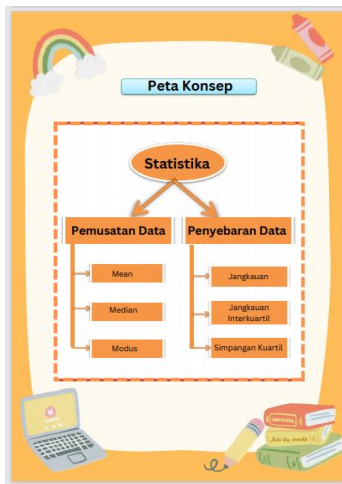 Peta Konsep
Statistika
Pemusatan Data
Penyebaran Data
Mean
Jangkauan
Median
Jangkauan
Interkuartil
Modus
Simpangan Kuartil